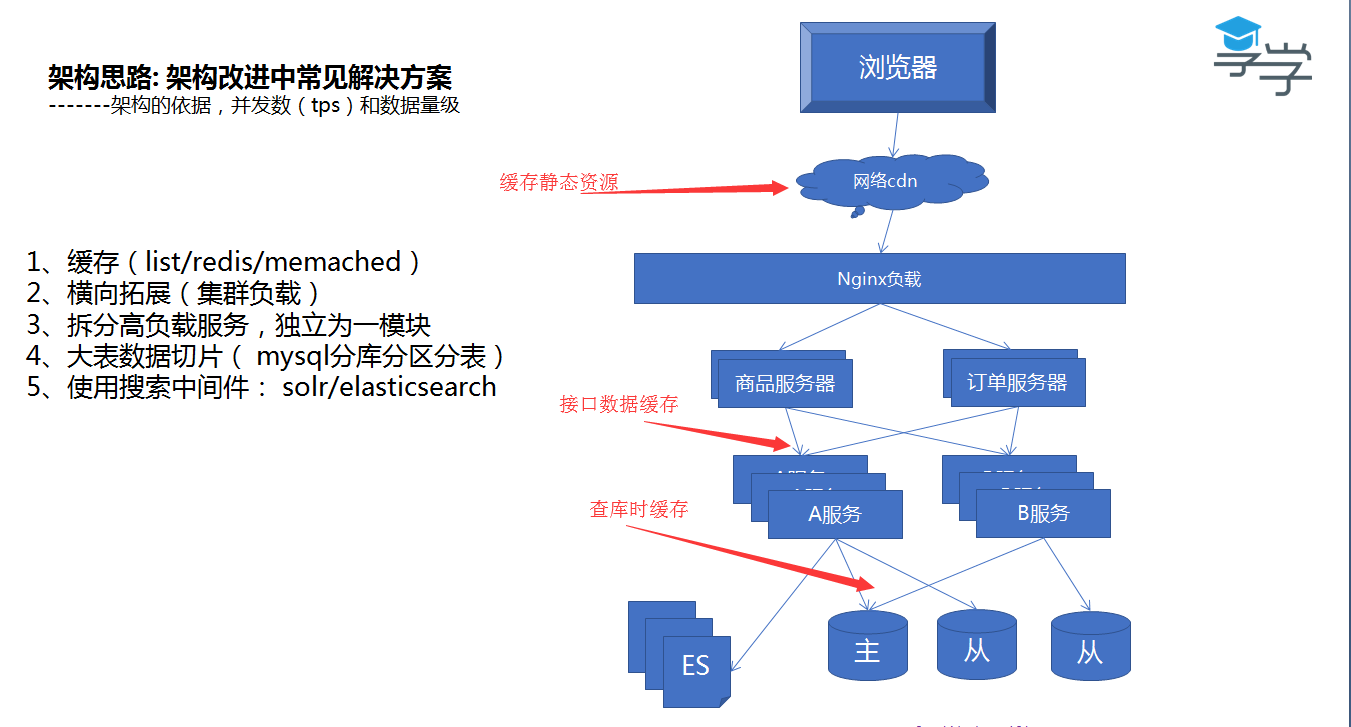 架构思路: 架构改进中常见解决方案
-------架构的依据，并发数（tps）和数据量级
浏览器
缓存静态资源
网络cdn
1、缓存（list/redis/memached）
2、横向拓展（集群负载）
3、拆分高负载服务，独立为一模块
4、大表数据切片（ mysql分库分区分表）
5、使用搜索中间件： solr/elasticsearch
Nginx负载
商品服务器
订单服务器
接口数据缓存
查库时缓存
A服务
B服务
ES
主
从
从